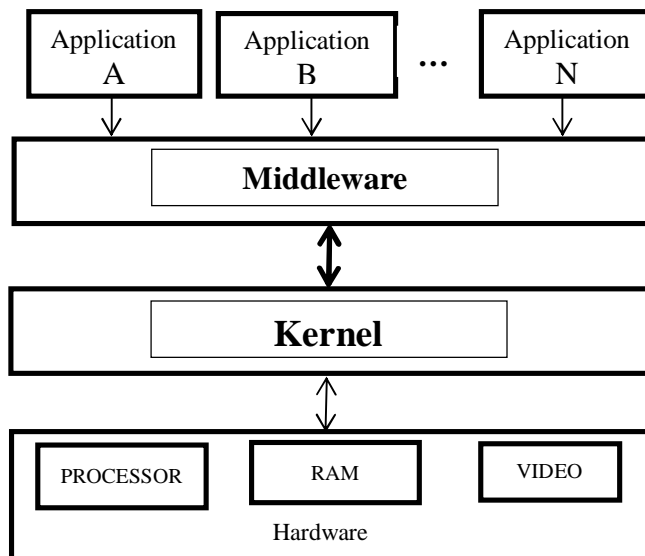 Application
A
Application
B
...
Application
N
Middleware
Kernel
PROCESSOR
RAM
VIDEO
Hardware